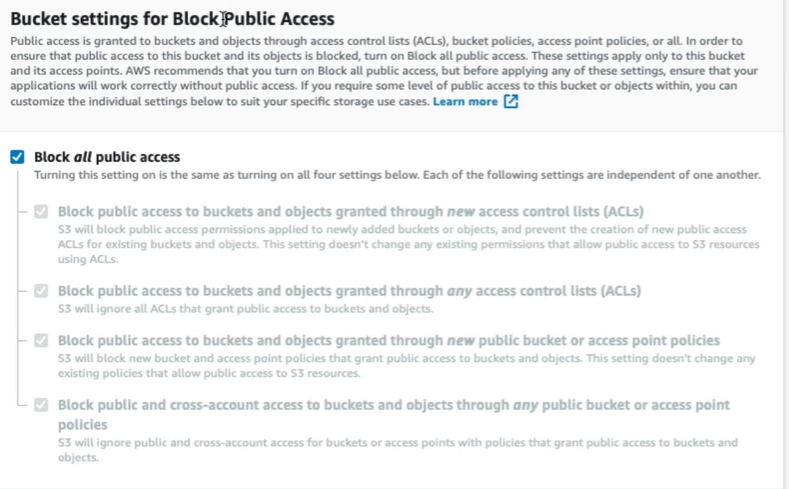 Bucket settings for Block Public Access
Public access is granted to buckets and objects through access control lists (ACLs), bucket policies, access point policies, or all. In order to
ensure that public access to this bucket and its objects is blocked, turn on Block all public access. These settings apply only to this bucket
and its access points. AWS recommends that you turn on Block all public access, but before applying any of these settings, ensure that your
applications will work correctly without public access. If you require some level of public access to this bucket or objects within, you can
customize the individual settings below to suit your specific storage use cases. Learn more
Block all public access
Turning this setting on is the same as turning on all four settings below. Each of the following settings are independent of one another.
Block public access to buckets and objects granted through new access control lists (ACLs)
S3 will block public access permissions applied to newly added buckets or objects, and prevent the creation of new public access
ACLs for existing buckets and objects. This setting doesn't change any existing permissions that allow public access to S3 resources
using ACLs.
Block public access to buckets and objects granted through any access control lists (ACLs)
S3 will ignore all ACLs that grant public access to buckets and objects.
Block public access to buckets and objects granted through new public bucket or access point policies
S3 will block new bucket and access point policies that grant public access to buckets and objects. This setting doesn't change any
existing policies that allow public access to S3 resources.
Block public and cross-account access to buckets and objects through any public bucket or access point
policies
S3 will ignore public and cross-account access for buckets or access points with policies that grant public access to buckets and
objects.